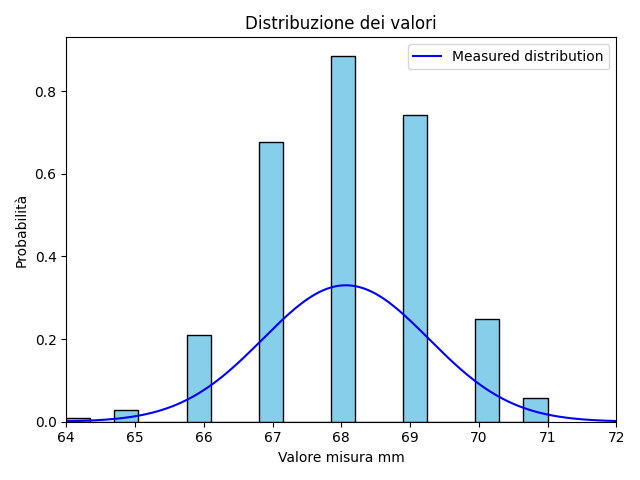 Distribuzione dei valori
Measured distribution
Probabilità
0.8
0.6
0.4
0.2
0.0
64 65 66 67 68 69 70 71 72
Valore misura mm